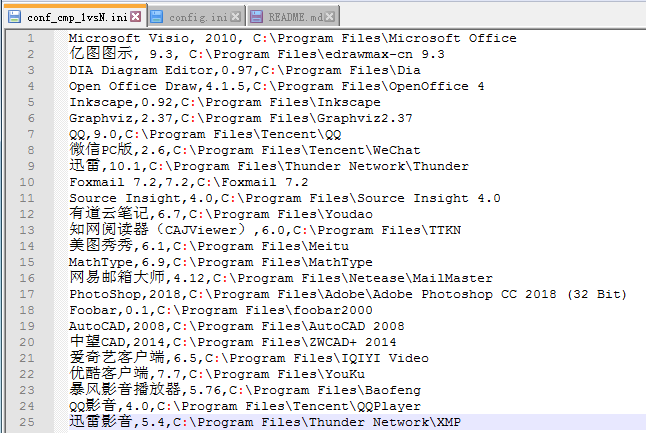 conf_cmp_1vsN.ini config.ini README.md
1 Microsoft Visio, 2010, C:\Program Files\Microsoft Office
2 亿图图示, 9.3, C:\Program Files\edrawmax-cn 9.3
3 DIA Diagram Editor,0.97,C:\Program Files\Dia
4 Open Office Draw,4.1.5,C:\Program Files\OpenOffice 4
5 Inkscape,0.92,C:\Program Files\Inkscape
6 Graphviz,2.37,C:\Program Files\Graphviz2.37
7 QQ,9.0,C:\Program Files\Tencent\QQ
8 微信PC版,2.6,C:\Program Files\Tencent\WeChat
9 迅雷,10.1,C:\Program Files\Thunder Network\Thunder
10 Foxmail 7.2,7.2,C:\Foxmail 7.2
11 Source Insight,4.0,C:\Program Files\Source Insight 4.0
12 有道云笔记,6.7,C:\Program Files\Youdao
13 知网阅读器（CAJViewer）,6.0,C:\Program Files\TTKN
14 美图秀秀,6.1,C:\Program Files\Meitu
15 MathType,6.9,C:\Program Files\MathType
16 网易邮箱大师,4.12,C:\Program Files\Netease\MailMaster
17 PhotoShop,2018,C:\Program Files\Adobe\Adobe Photoshop CC 2018 (32 Bit)
18 Foobar,0.1,C:\Program Files\foobar2000
19 AutoCAD,2008,C:\Program Files\AutoCAD 2008
20 中望CAD,2014,C:\Program Files\ZWCAD+ 2014
21 爱奇艺客户端,6.5,C:\Program Files\IQIYI Video
22 优酷客户端,7.7,C:\Program Files\YouKu
23 暴风影音播放器,5.76,C:\Program Files\Baofeng
24 QQ影音,4.0,C:\Program Files\Tencent\QQPlayer
25 迅雷影音,5.4,C:\Program Files\Thunder Network\XMP